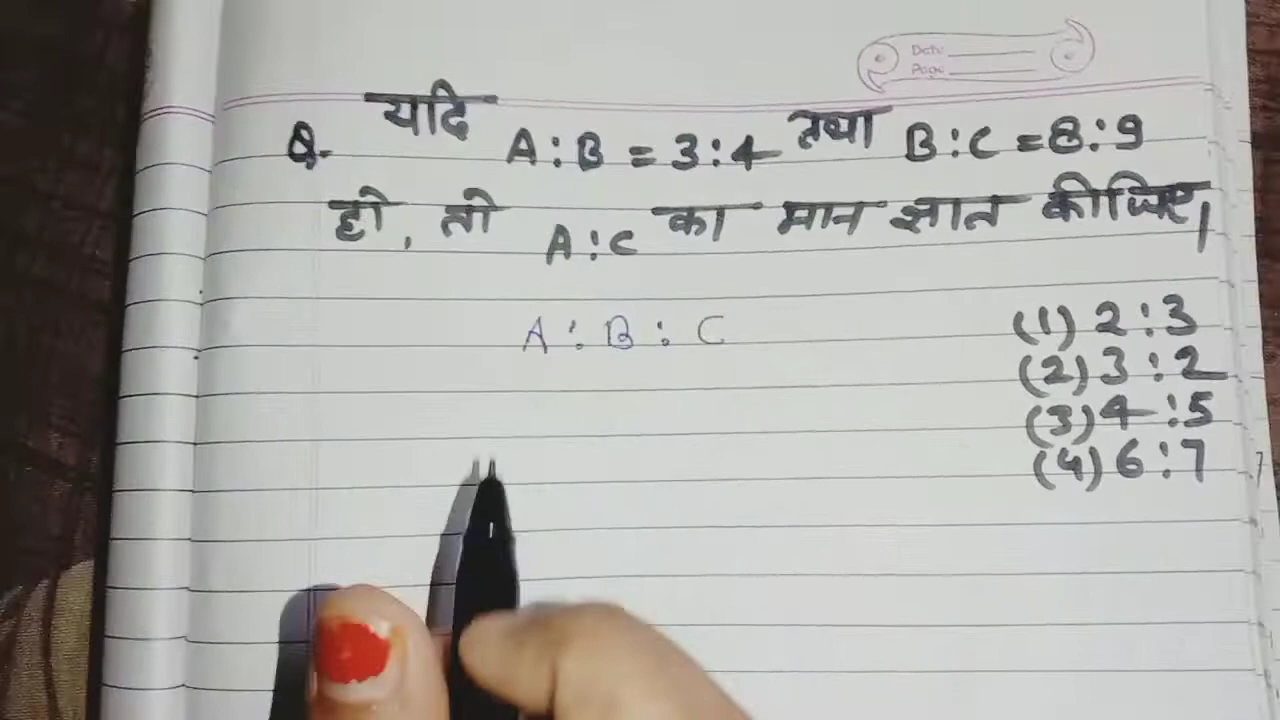 Date
Page
Q. यदि A:B = 3:4 तथा B:C = 8:9
हो, तो A:C का मान ज्ञात कीजिए।
A : B : C
(1) 2:3
(2) 3:2
(3) 4:5
(4) 6:7